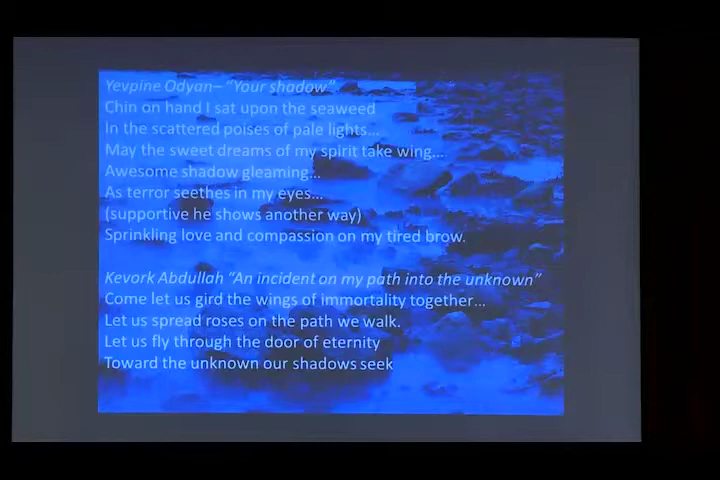 Yevpine Odyan– “Your shadow”
Chin on hand I sat upon the seaweed
In the scattered poises of pale lights…
May the sweet dreams of my spirit take wing…
Awesome shadow gleaming…
As terror seethes in my eyes…
(supportive he shows another way)
Sprinkling love and compassion on my tired brow.
Kevork Abdullah “An incident on my path into the unknown”
Come let us gird the wings of immortality together…
Let us spread roses on the path we walk.
Let us fly through the door of eternity
Toward the unknown our shadows seek